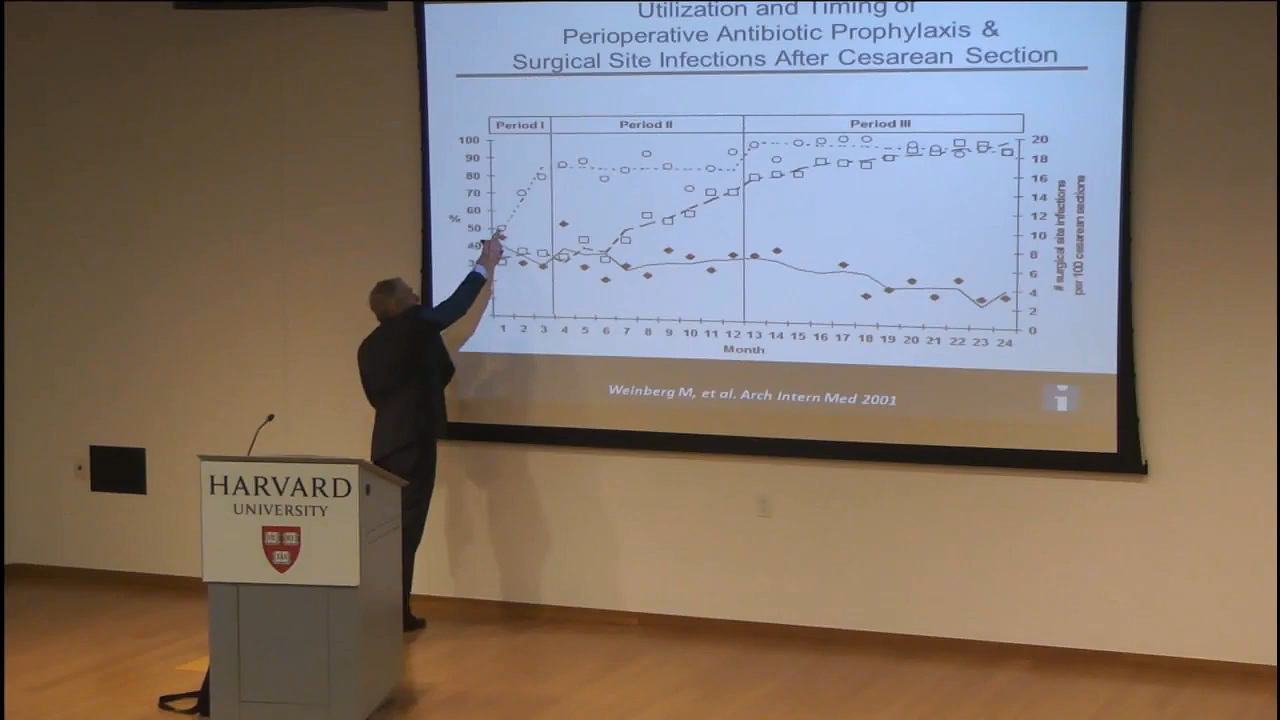 Utilization and Timing of
Perioperative Antibiotic Prophylaxis &
Surgical Site Infections After Cesarean Section
Period I Period II Period III
100
90
80
70
60
50
40
%
20
18
16
14
12
10
8
6
4
2
0
# surgical site infections
per 100 cesarean sections
1 2 3 4 5 6 7 8 9 10 11 12 13 14 15 16 17 18 19 20 21 22 23 24
Month
Weinberg M, et al. Arch Intern Med 2001
i
HARVARD
UNIVERSITY